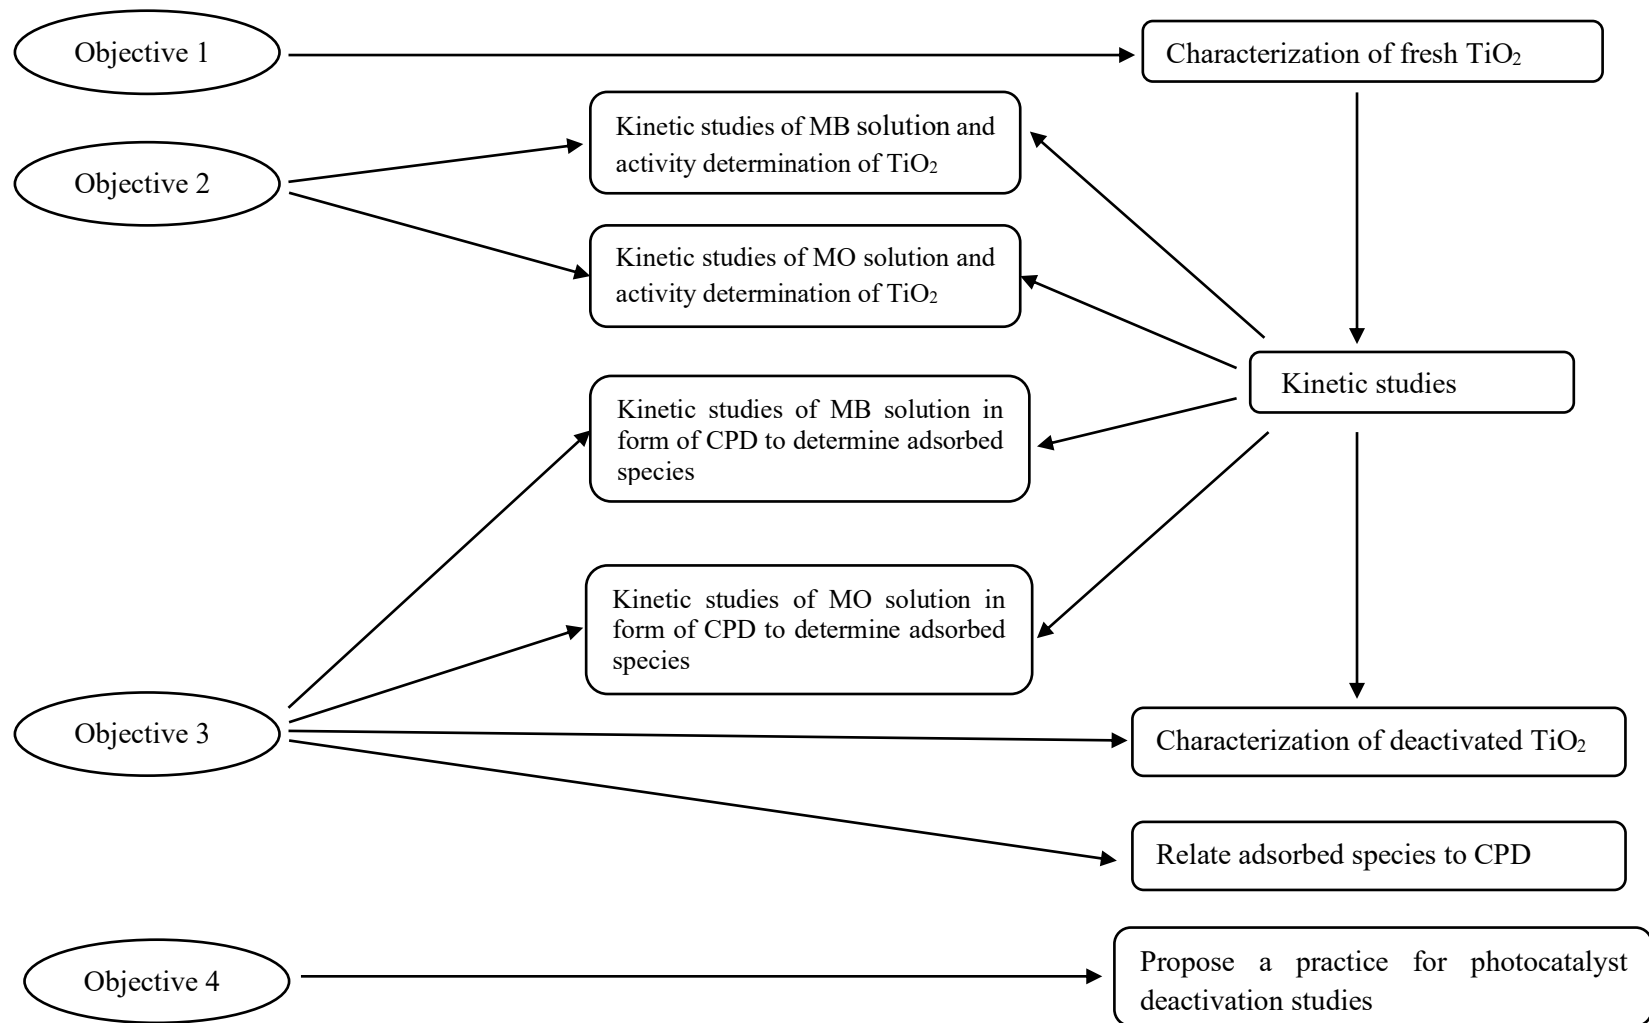 Objective 1
Characterization of fresh TiO₂
Kinetic studies of MB solution and
activity determination of TiO₂
Objective 2
Kinetic studies of MO solution and
activity determination of TiO₂
Kinetic studies
Kinetic studies of MB solution in
form of CPD to determine adsorbed
species
Kinetic studies of MO solution in
form of CPD to determine adsorbed
species
Objective 3
Characterization of deactivated TiO₂
Relate adsorbed species to CPD
Objective 4
Propose a practice for photocatalyst
deactivation studies